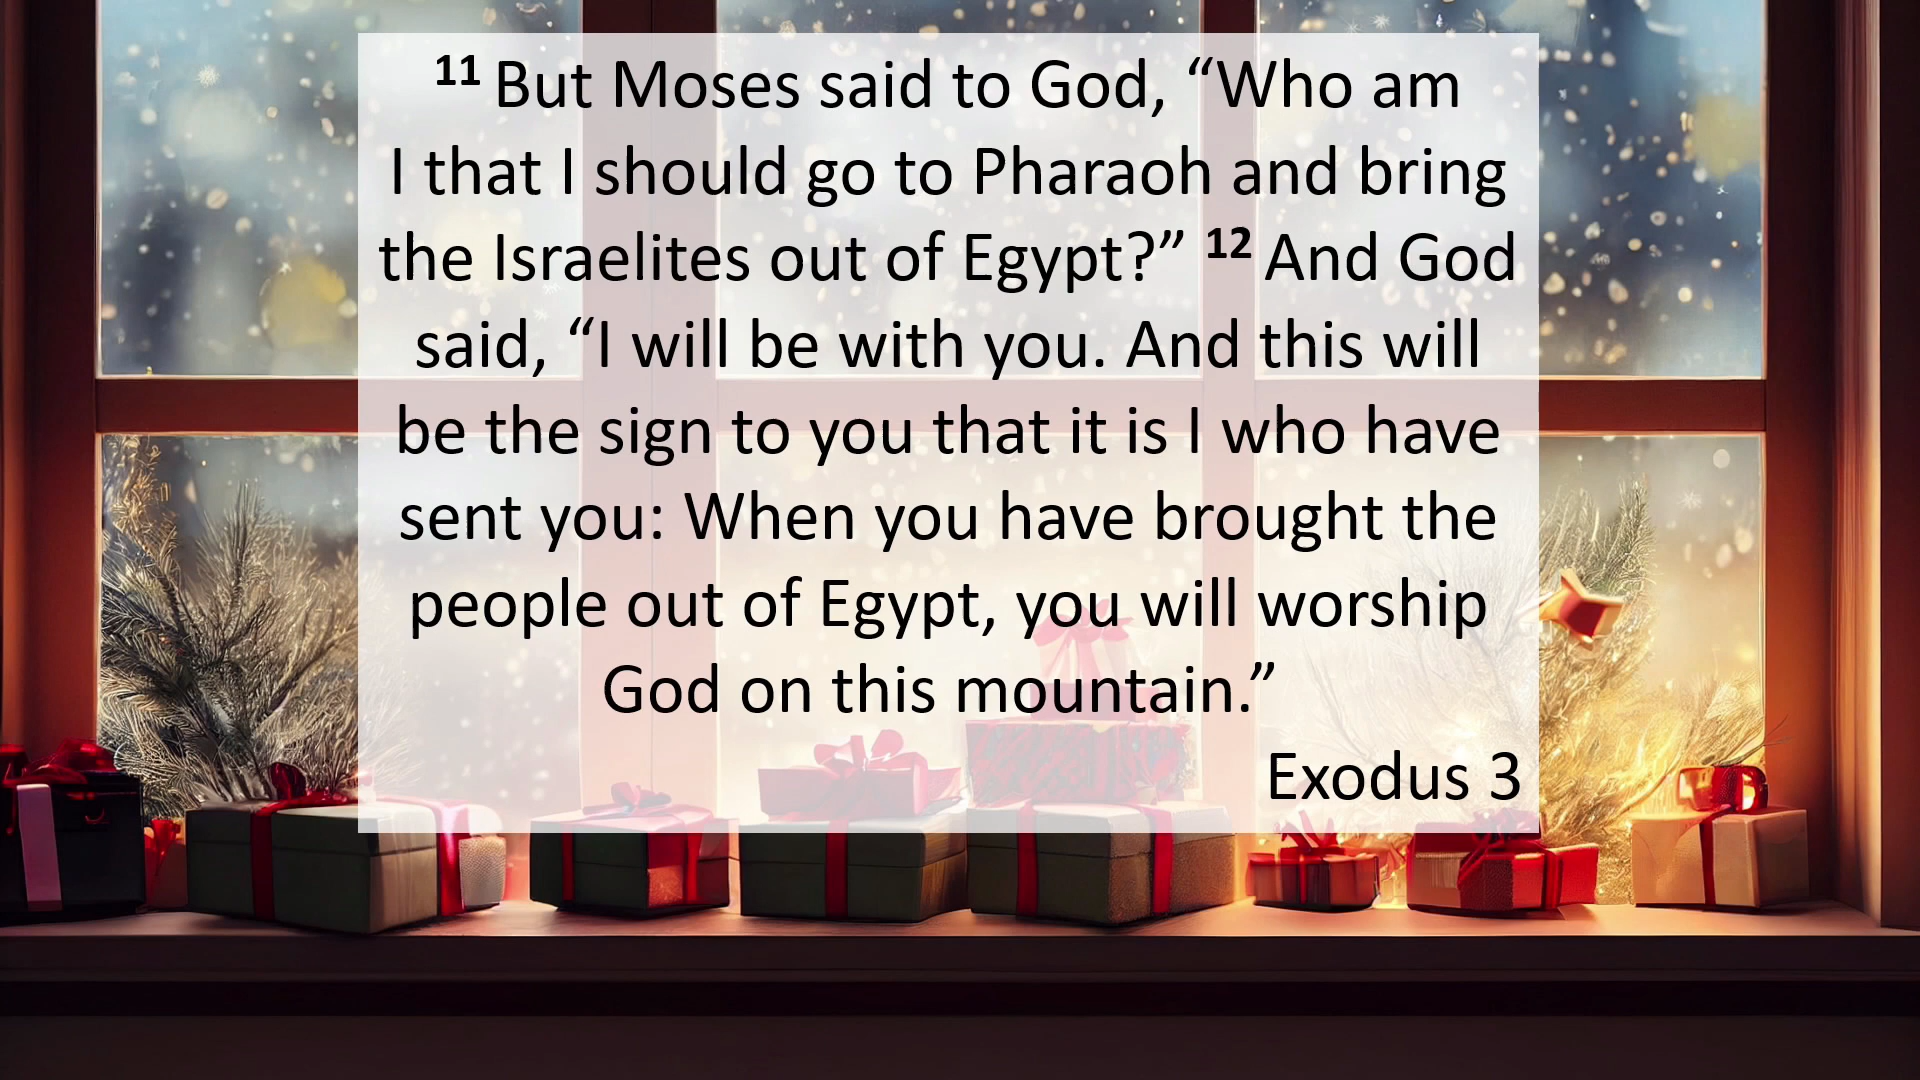 11 But Moses said to God, “Who am
I that I should go to Pharaoh and bring
the Israelites out of Egypt?” 12 And God
said, “I will be with you. And this will
be the sign to you that it is I who have
sent you: When you have brought the
people out of Egypt, you will worship
God on this mountain.”
Exodus 3